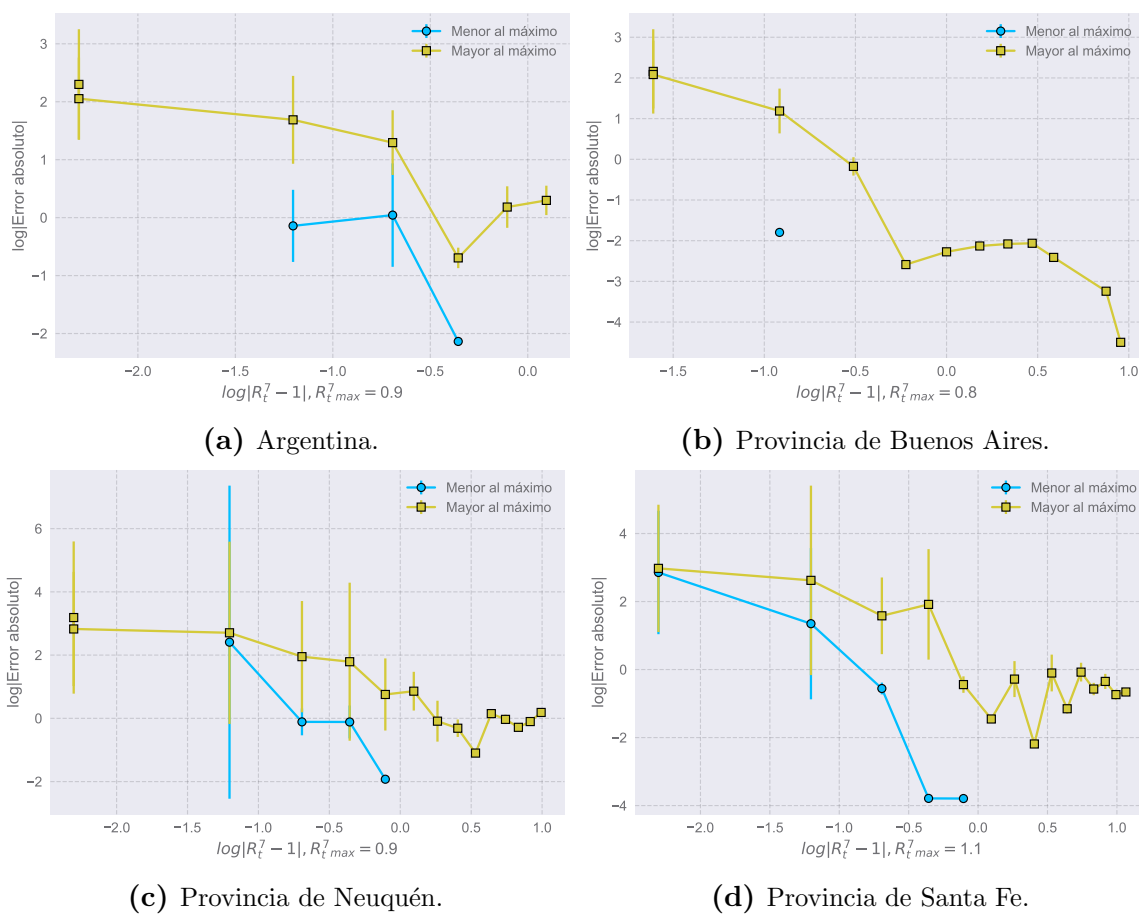 Menor al máximo
Mayor al máximo
log|Error absoluto|
3
2
1
0
−1
−2
−2.0 −1.5 −1.0 −0.5 0.0
log|R_t^7 − 1|, R_t^7 max = 0.9
(a) Argentina.
Menor al máximo
Mayor al máximo
log|Error absoluto|
3
2
1
0
−1
−2
−3
−4
−1.5 −1.0 −0.5 0.0 0.5 1.0
log|R_t^7 − 1|, R_t^7 max = 0.8
(b) Provincia de Buenos Aires.
Menor al máximo
Mayor al máximo
log|Error absoluto|
6
4
2
0
−2
−2.0 −1.5 −1.0 −0.5 0.0 0.5 1.0
log|R_t^7 − 1|, R_t^7 max = 0.9
(c) Provincia de Neuquén.
Menor al máximo
Mayor al máximo
log|Error absoluto|
4
2
0
−2
−4
−2.0 −1.5 −1.0 −0.5 0.0 0.5 1.0
log|R_t^7 − 1|, R_t^7 max = 1.1
(d) Provincia de Santa Fe.